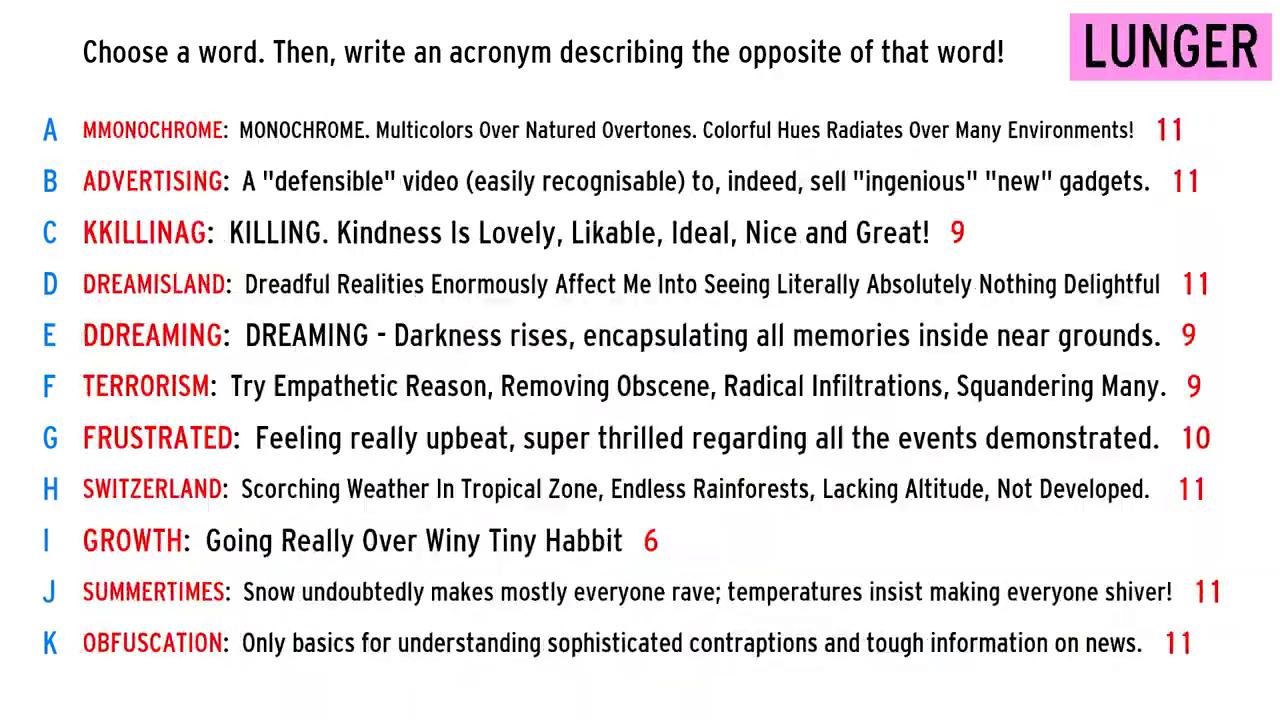 Choose a word. Then, write an acronym describing the opposite of that word!
LUNGER
A MMONOCHROME: MONOCHROME. Multicolors Over Natured Overtones. Colorful Hues Radiates Over Many Environments! 11
B ADVERTISING: A "defensible" video (easily recognisable) to, indeed, sell "ingenious" "new" gadgets. 11
C KKILLINAG: KILLING. Kindness Is Lovely, Likable, Ideal, Nice and Great! 9
D DREAMISLAND: Dreadful Realities Enormously Affect Me Into Seeing Literally Absolutely Nothing Delightful 11
E DDREAMING: DREAMING - Darkness rises, encapsulating all memories inside near grounds. 9
F TERRORISM: Try Empathetic Reason, Removing Obscene, Radical Infiltrations, Squandering Many. 9
G FRUSTRATED: Feeling really upbeat, super thrilled regarding all the events demonstrated. 10
H SWITZERLAND: Scorching Weather In Tropical Zone, Endless Rainforests, Lacking Altitude, Not Developed. 11
I GROWTH: Going Really Over Winy Tiny Habbit 6
J SUMMERTIMES: Snow undoubtedly makes mostly everyone rave; temperatures insist making everyone shiver! 11
K OBFUSCATION: Only basics for understanding sophisticated contraptions and tough information on news. 11